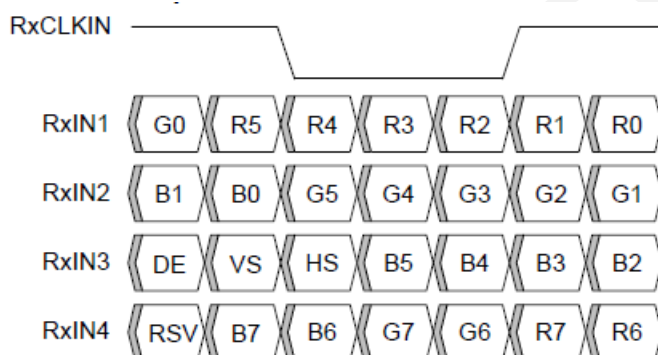 RxCLKIN
RxIN1 G0 R5 R4 R3 R2 R1 R0
RxIN2 B1 B0 G5 G4 G3 G2 G1
RxIN3 DE VS HS B5 B4 B3 B2
RxIN4 RSV B7 B6 G7 G6 R7 R6